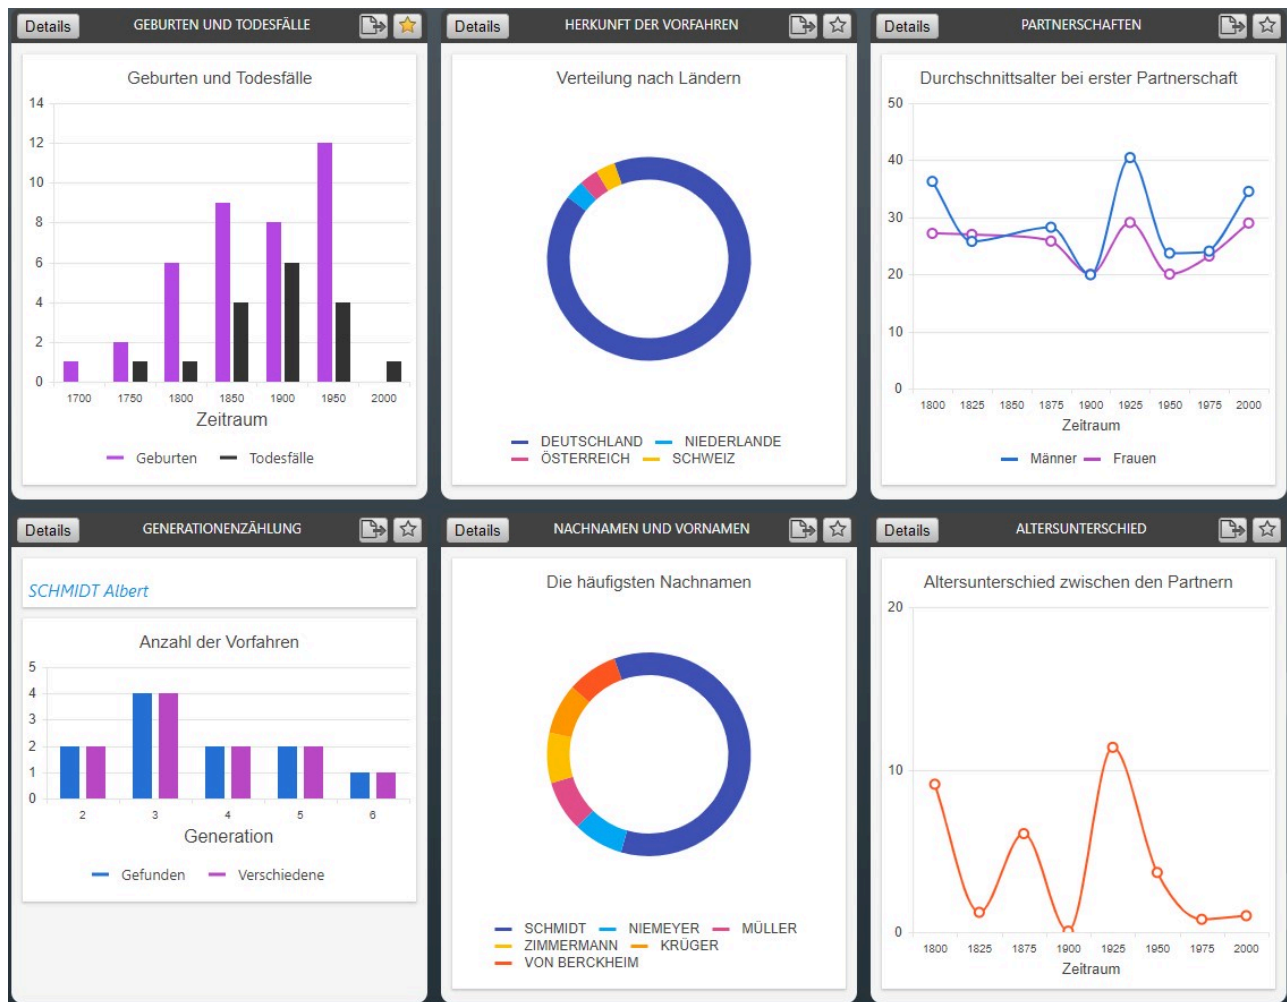 Details GEBURTEN UND TODESFÄLLE
Geburten und Todesfälle
14
12
10
8
6
4
2
0
1700 1750 1800 1850 1900 1950 2000
Zeitraum
Geburten Todesfälle
Details HERKUNFT DER VORFAHREN
Verteilung nach Ländern
DEUTSCHLAND NIEDERLANDE
ÖSTERREICH SCHWEIZ
Details PARTNERSCHAFTEN
Durchschnittsalter bei erster Partnerschaft
50
40
30
20
10
0
1800 1825 1850 1875 1900 1925 1950 1975 2000
Zeitraum
Männer Frauen
Details GENERATIONENZÄHLUNG
SCHMIDT Albert
Anzahl der Vorfahren
5
4
3
2
1
0
2 3 4 5 6
Generation
Gefunden Verschiedene
Details NACHNAMEN UND VORNAMEN
Die häufigsten Nachnamen
SCHMIDT NIEMEYER MÜLLER
ZIMMERMANN KRÜGER
VON BERCKHEIM
Details ALTERSUNTERSCHIED
Altersunterschied zwischen den Partnern
20
10
0
1800 1825 1875 1900 1925 1950 1975 2000
Zeitraum